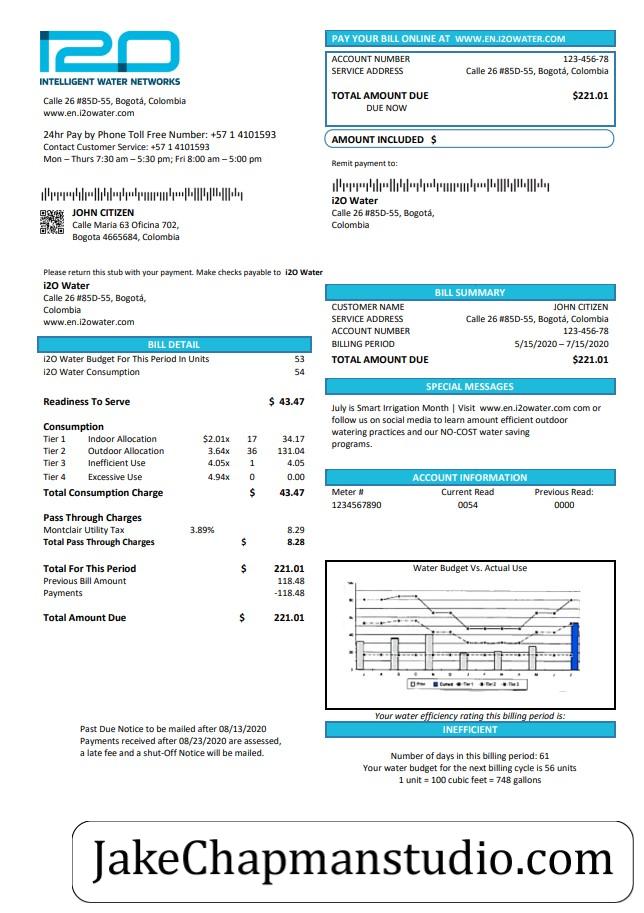 i2O
INTELLIGENT WATER NETWORKS
Calle 26 #85D-55, Bogotá, Colombia
www.en.i2owater.com
24hr Pay by Phone Toll Free Number: +57 1 4101593
Contact Customer Service: +57 1 4101593
Mon – Thurs 7:30 am – 5:30 pm; Fri 8:00 am – 5:00 pm
JOHN CITIZEN
Calle Maria 63 Oficina 702,
Bogota 4665684, Colombia
PAY YOUR BILL ONLINE AT WWW.EN.I2OWATER.COM
ACCOUNT NUMBER 123-456-78
SERVICE ADDRESS Calle 26 #85D-55, Bogotá, Colombia
TOTAL AMOUNT DUE $221.01
DUE NOW
AMOUNT INCLUDED $
Remit payment to:
i2O Water
Calle 26 #85D-55, Bogotá,
Colombia
Please return this stub with your payment. Make checks payable to i2O Water
i2O Water
Calle 26 #85D-55, Bogotá,
Colombia
www.en.i2owater.com
BILL DETAIL
i2O Water Budget For This Period In Units 53
i2O Water Consumption 54
Readiness To Serve $ 43.47
Consumption
Tier 1 Indoor Allocation $2.01x 17 34.17
Tier 2 Outdoor Allocation 3.64x 36 131.04
Tier 3 Inefficient Use 4.05x 1 4.05
Tier 4 Excessive Use 4.94x 0 0.00
Total Consumption Charge $ 43.47
Pass Through Charges
Montclair Utility Tax 3.89% 8.29
Total Pass Through Charges $ 8.28
Total For This Period $ 221.01
Previous Bill Amount 118.48
Payments -118.48
Total Amount Due $ 221.01
Past Due Notice to be mailed after 08/13/2020
Payments received after 08/23/2020 are assessed,
a late fee and a shut-Off Notice will be mailed.
BILL SUMMARY
CUSTOMER NAME JOHN CITIZEN
SERVICE ADDRESS Calle 26 #85D-55, Bogotá, Colombia
ACCOUNT NUMBER 123-456-78
BILLING PERIOD 5/15/2020 – 7/15/2020
TOTAL AMOUNT DUE $221.01
SPECIAL MESSAGES
July is Smart Irrigation Month | Visit www.en.i2owater.com com or
follow us on social media to learn amount efficient outdoor
watering practices and our NO-COST water saving
programs.
ACCOUNT INFORMATION
Meter # Current Read Previous Read:
1234567890 0054 0000
Water Budget Vs. Actual Use
Prev Current Tier 1 Tier 2 Tier 3
Your water efficiency rating this billing period is:
INEFFICIENT
Number of days in this billing period: 61
Your water budget for the next billing cycle is 56 units
1 unit = 100 cubic feet = 748 gallons
JakeChapmanstudio.com